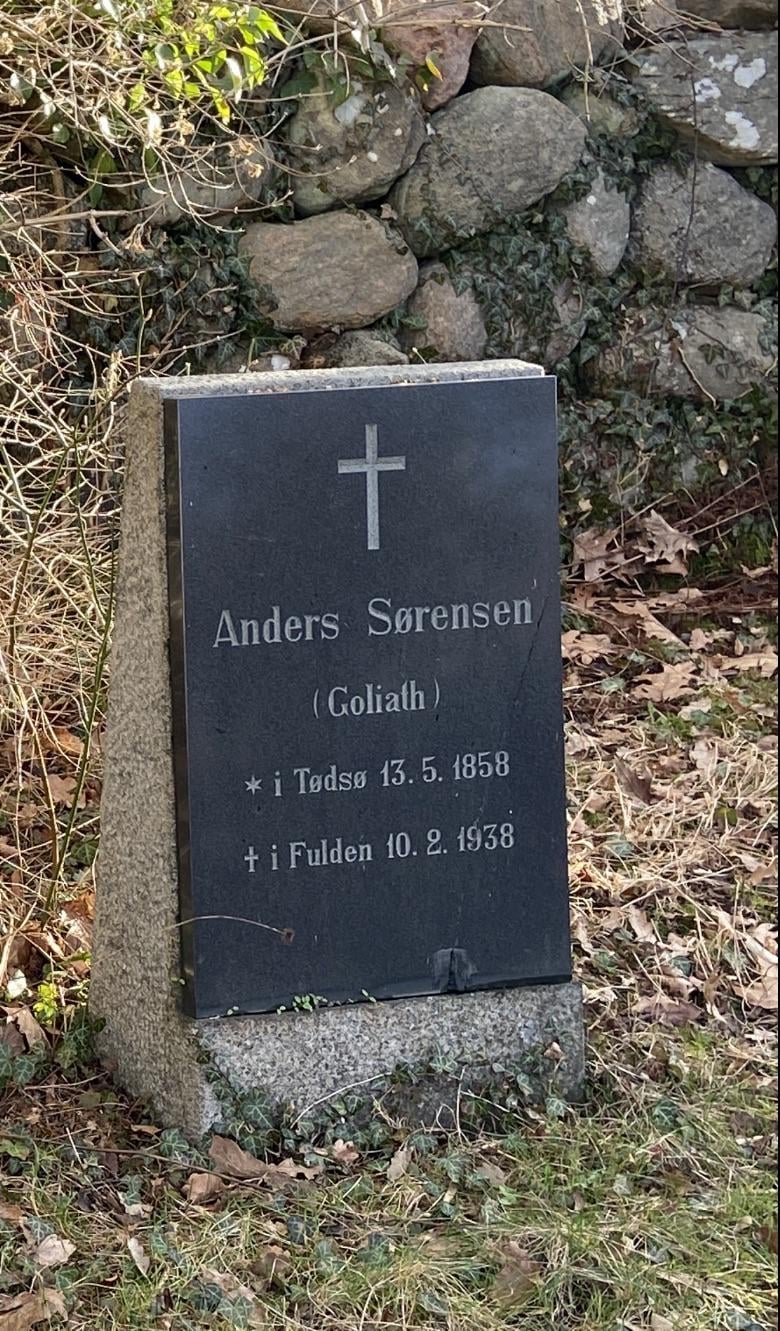 Anders Sørensen
(Goliath)
* i Tødsø 13. 5. 1858
✝ i Fulden 10. 2. 1938